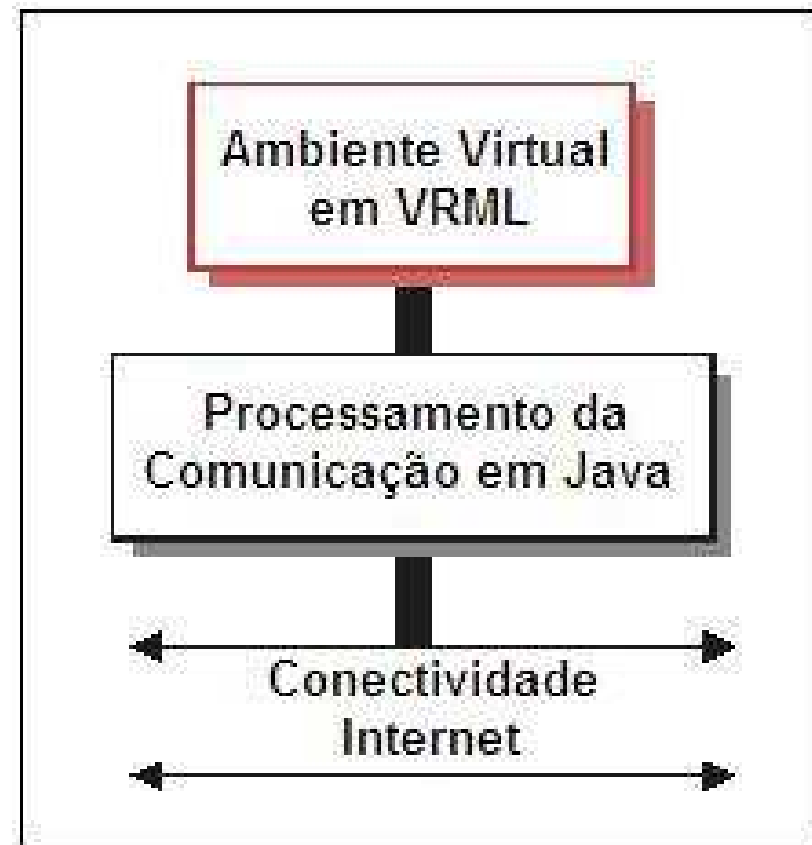 Ambiente Virtual
em VRML
Processamento da
Comunicação em Java
Conectividade
Internet